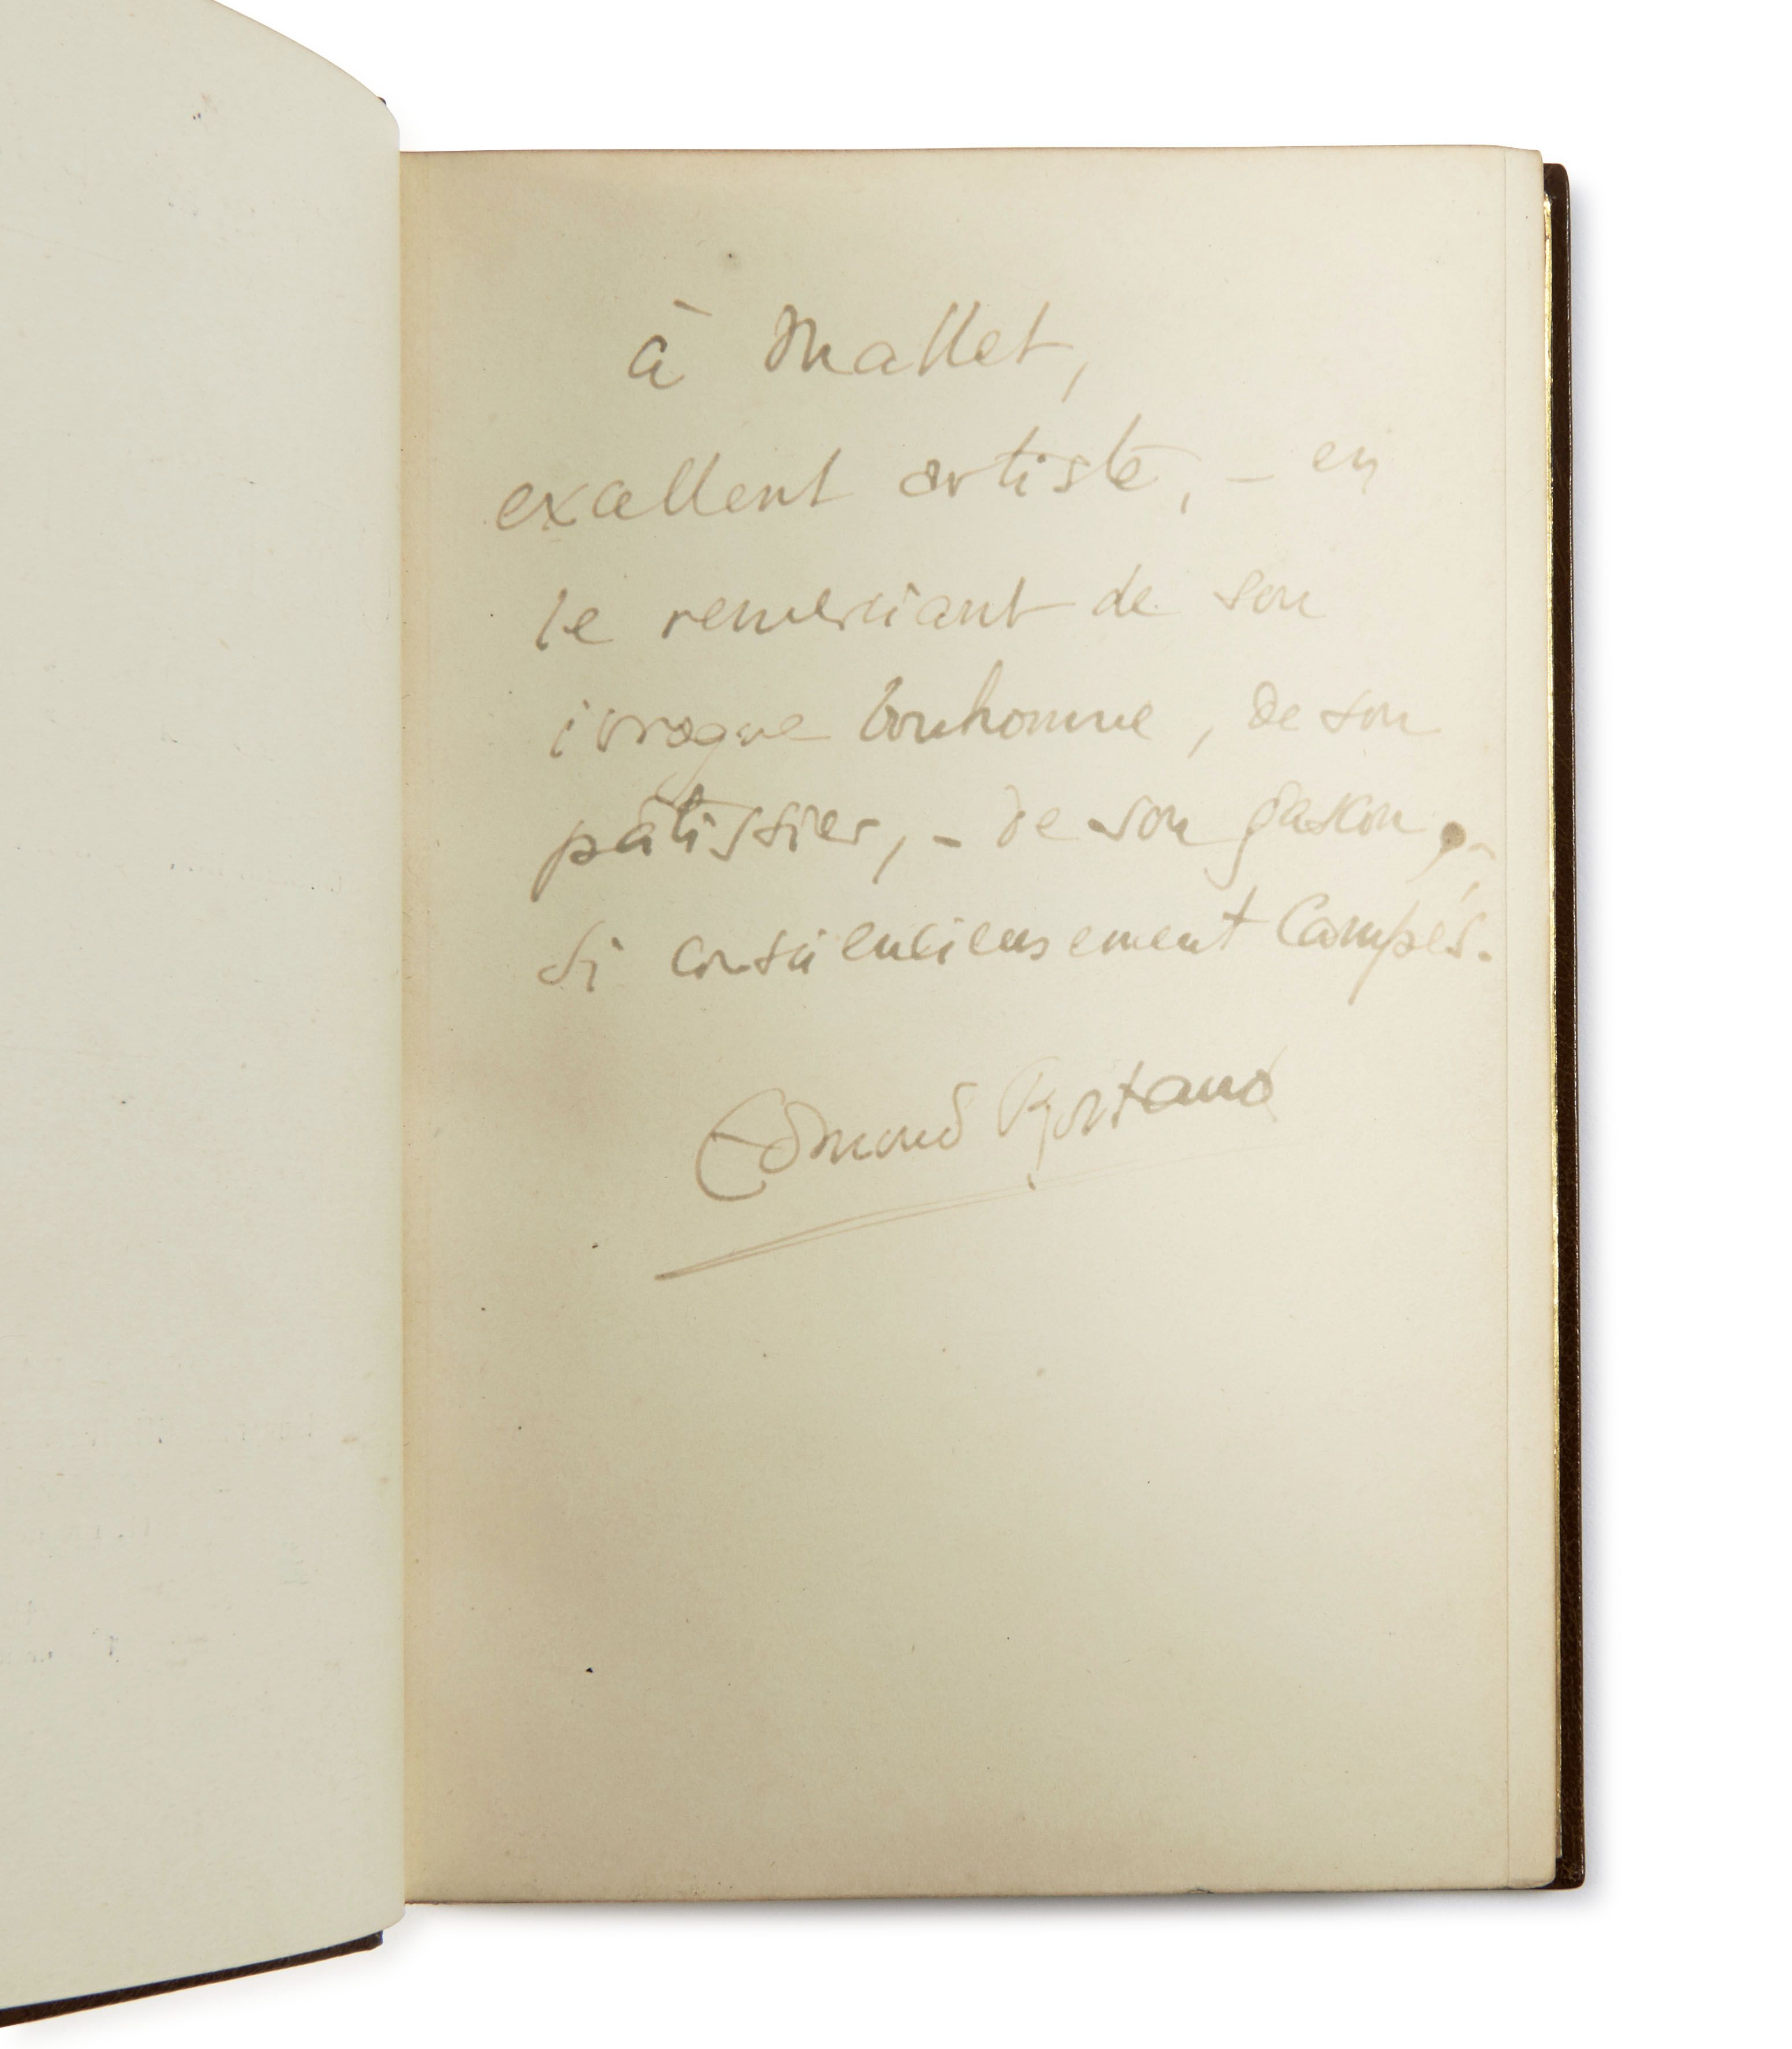 à Mallet,
excellent artiste, – en
le remerciant de son
ivrogne bonhomme, de son
pâtissier, – de son gascon, –
si consciencieusement campés.
Edmond Rostand